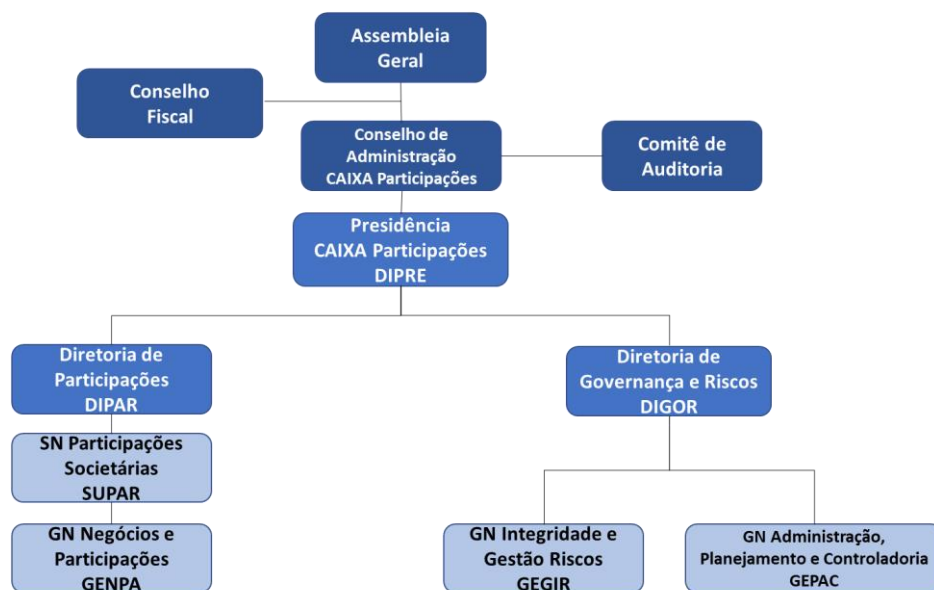 Assembleia
Geral
Conselho
Fiscal
Conselho de
Administração
CAIXA Participações
Comitê de
Auditoria
Presidência
CAIXA Participações
DIPRE
Diretoria de
Participações
DIPAR
Diretoria de
Governança e Riscos
DIGOR
SN Participações
Societárias
SUPAR
GN Negócios e
Participações
GENPA
GN Integridade e
Gestão Riscos
GEGIR
GN Administração,
Planejamento e Controladoria
GEPAC